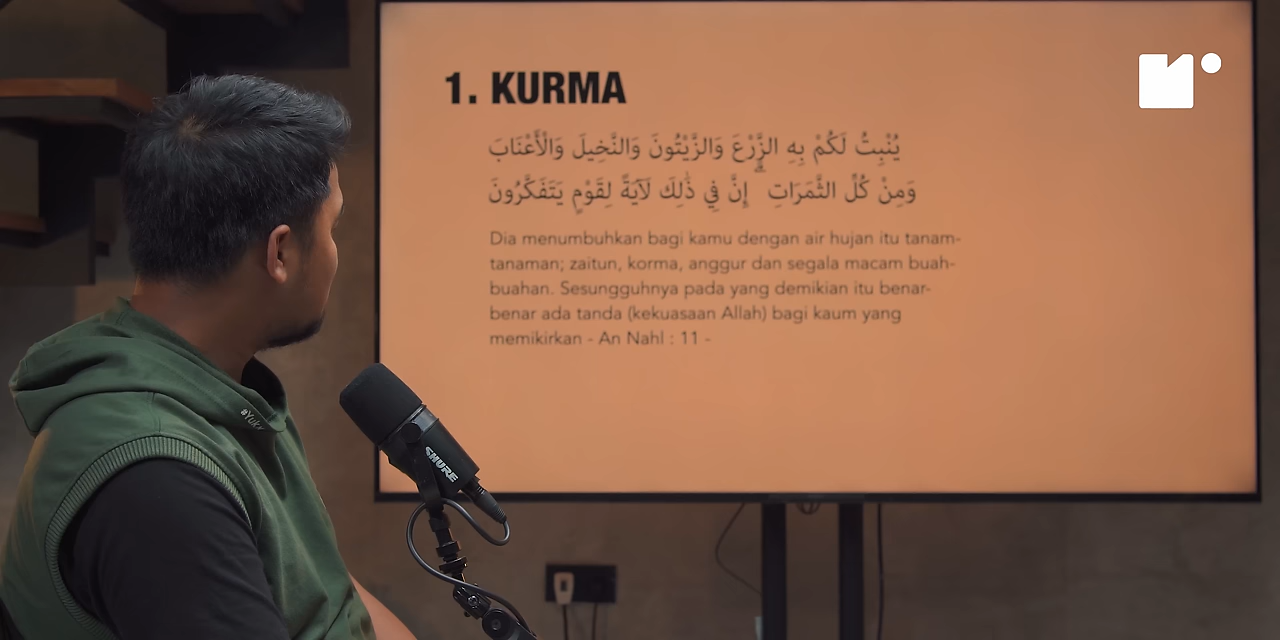 1. KURMA
يُنْبِتُ لَكُمْ بِهِ الزَّرْعَ وَالزَّيْتُونَ وَالنَّخِيلَ وَالْأَعْنَابَ
وَمِنْ كُلِّ الثَّمَرَاتِ ۗ إِنَّ فِي ذَٰلِكَ لَآيَةً لِقَوْمٍ يَتَفَكَّرُونَ
Dia menumbuhkan bagi kamu dengan air hujan itu tanam-
tanaman; zaitun, korma, anggur dan segala macam buah-
buahan. Sesungguhnya pada yang demikian itu benar-
benar ada tanda (kekuasaan Allah) bagi kaum yang
memikirkan - An Nahl : 11 -
SHURE